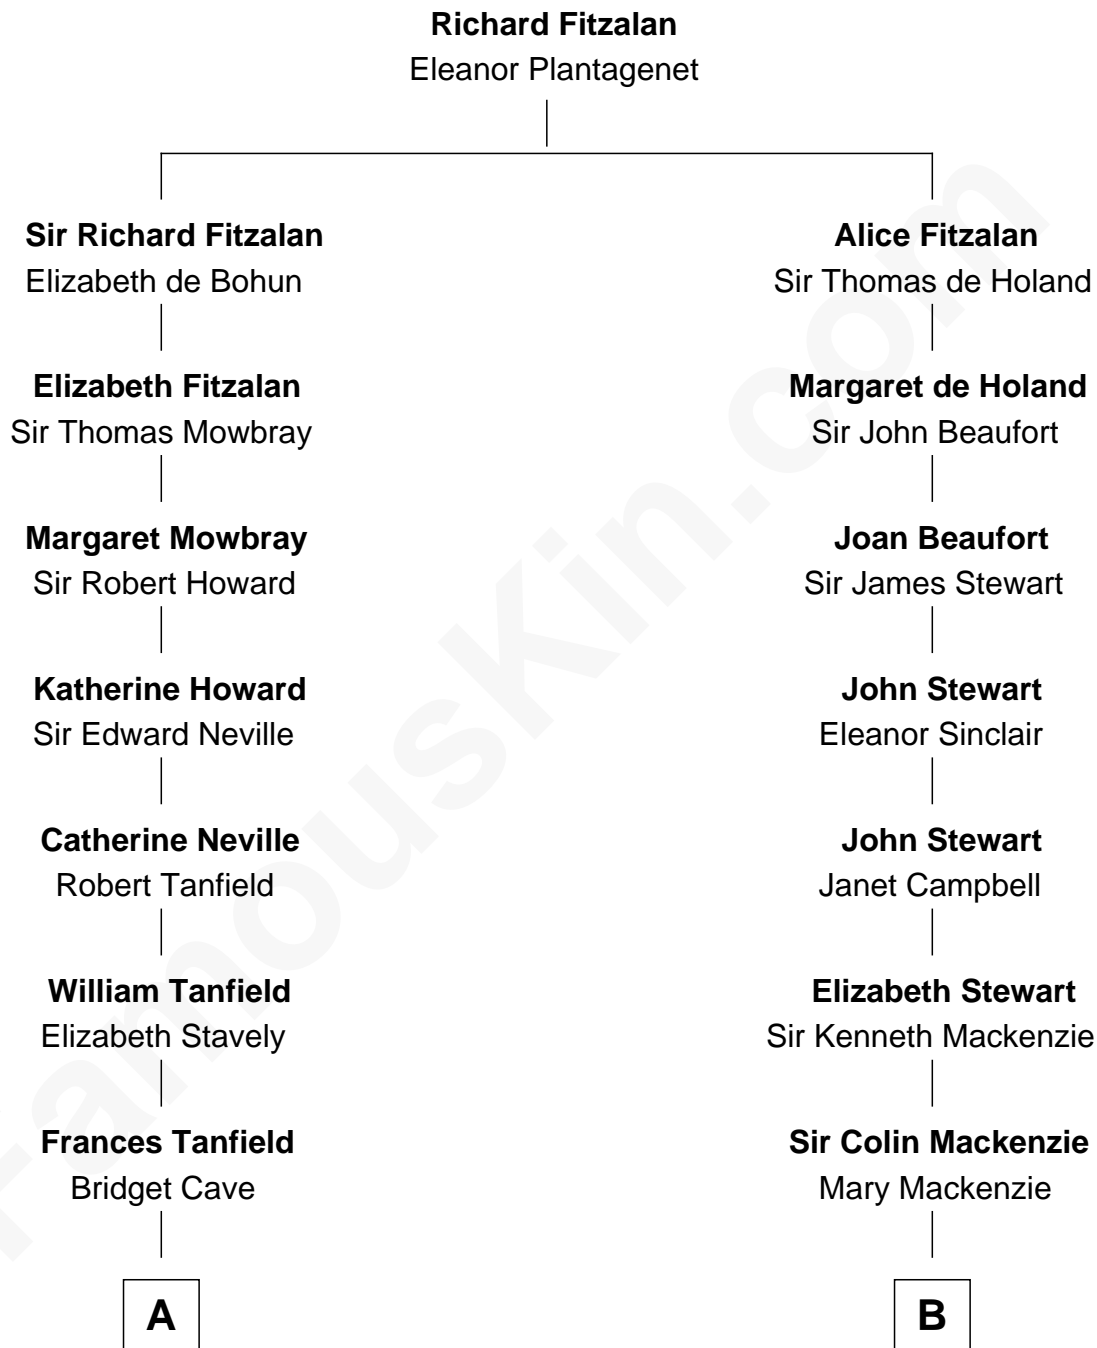 Richard Fitzalan
Eleanor Plantagenet
Sir Richard Fitzalan
Elizabeth de Bohun
Alice Fitzalan
Sir Thomas de Holand
Elizabeth Fitzalan
Sir Thomas Mowbray
Margaret de Holand
Sir John Beaufort
Margaret Mowbray
Sir Robert Howard
Joan Beaufort
Sir James Stewart
Katherine Howard
Sir Edward Neville
John Stewart
Eleanor Sinclair
Catherine Neville
Robert Tanfield
John Stewart
Janet Campbell
William Tanfield
Elizabeth Stavely
Elizabeth Stewart
Sir Kenneth Mackenzie
Frances Tanfield
Bridget Cave
Sir Colin Mackenzie
Mary Mackenzie
A
B
FamousKin.com